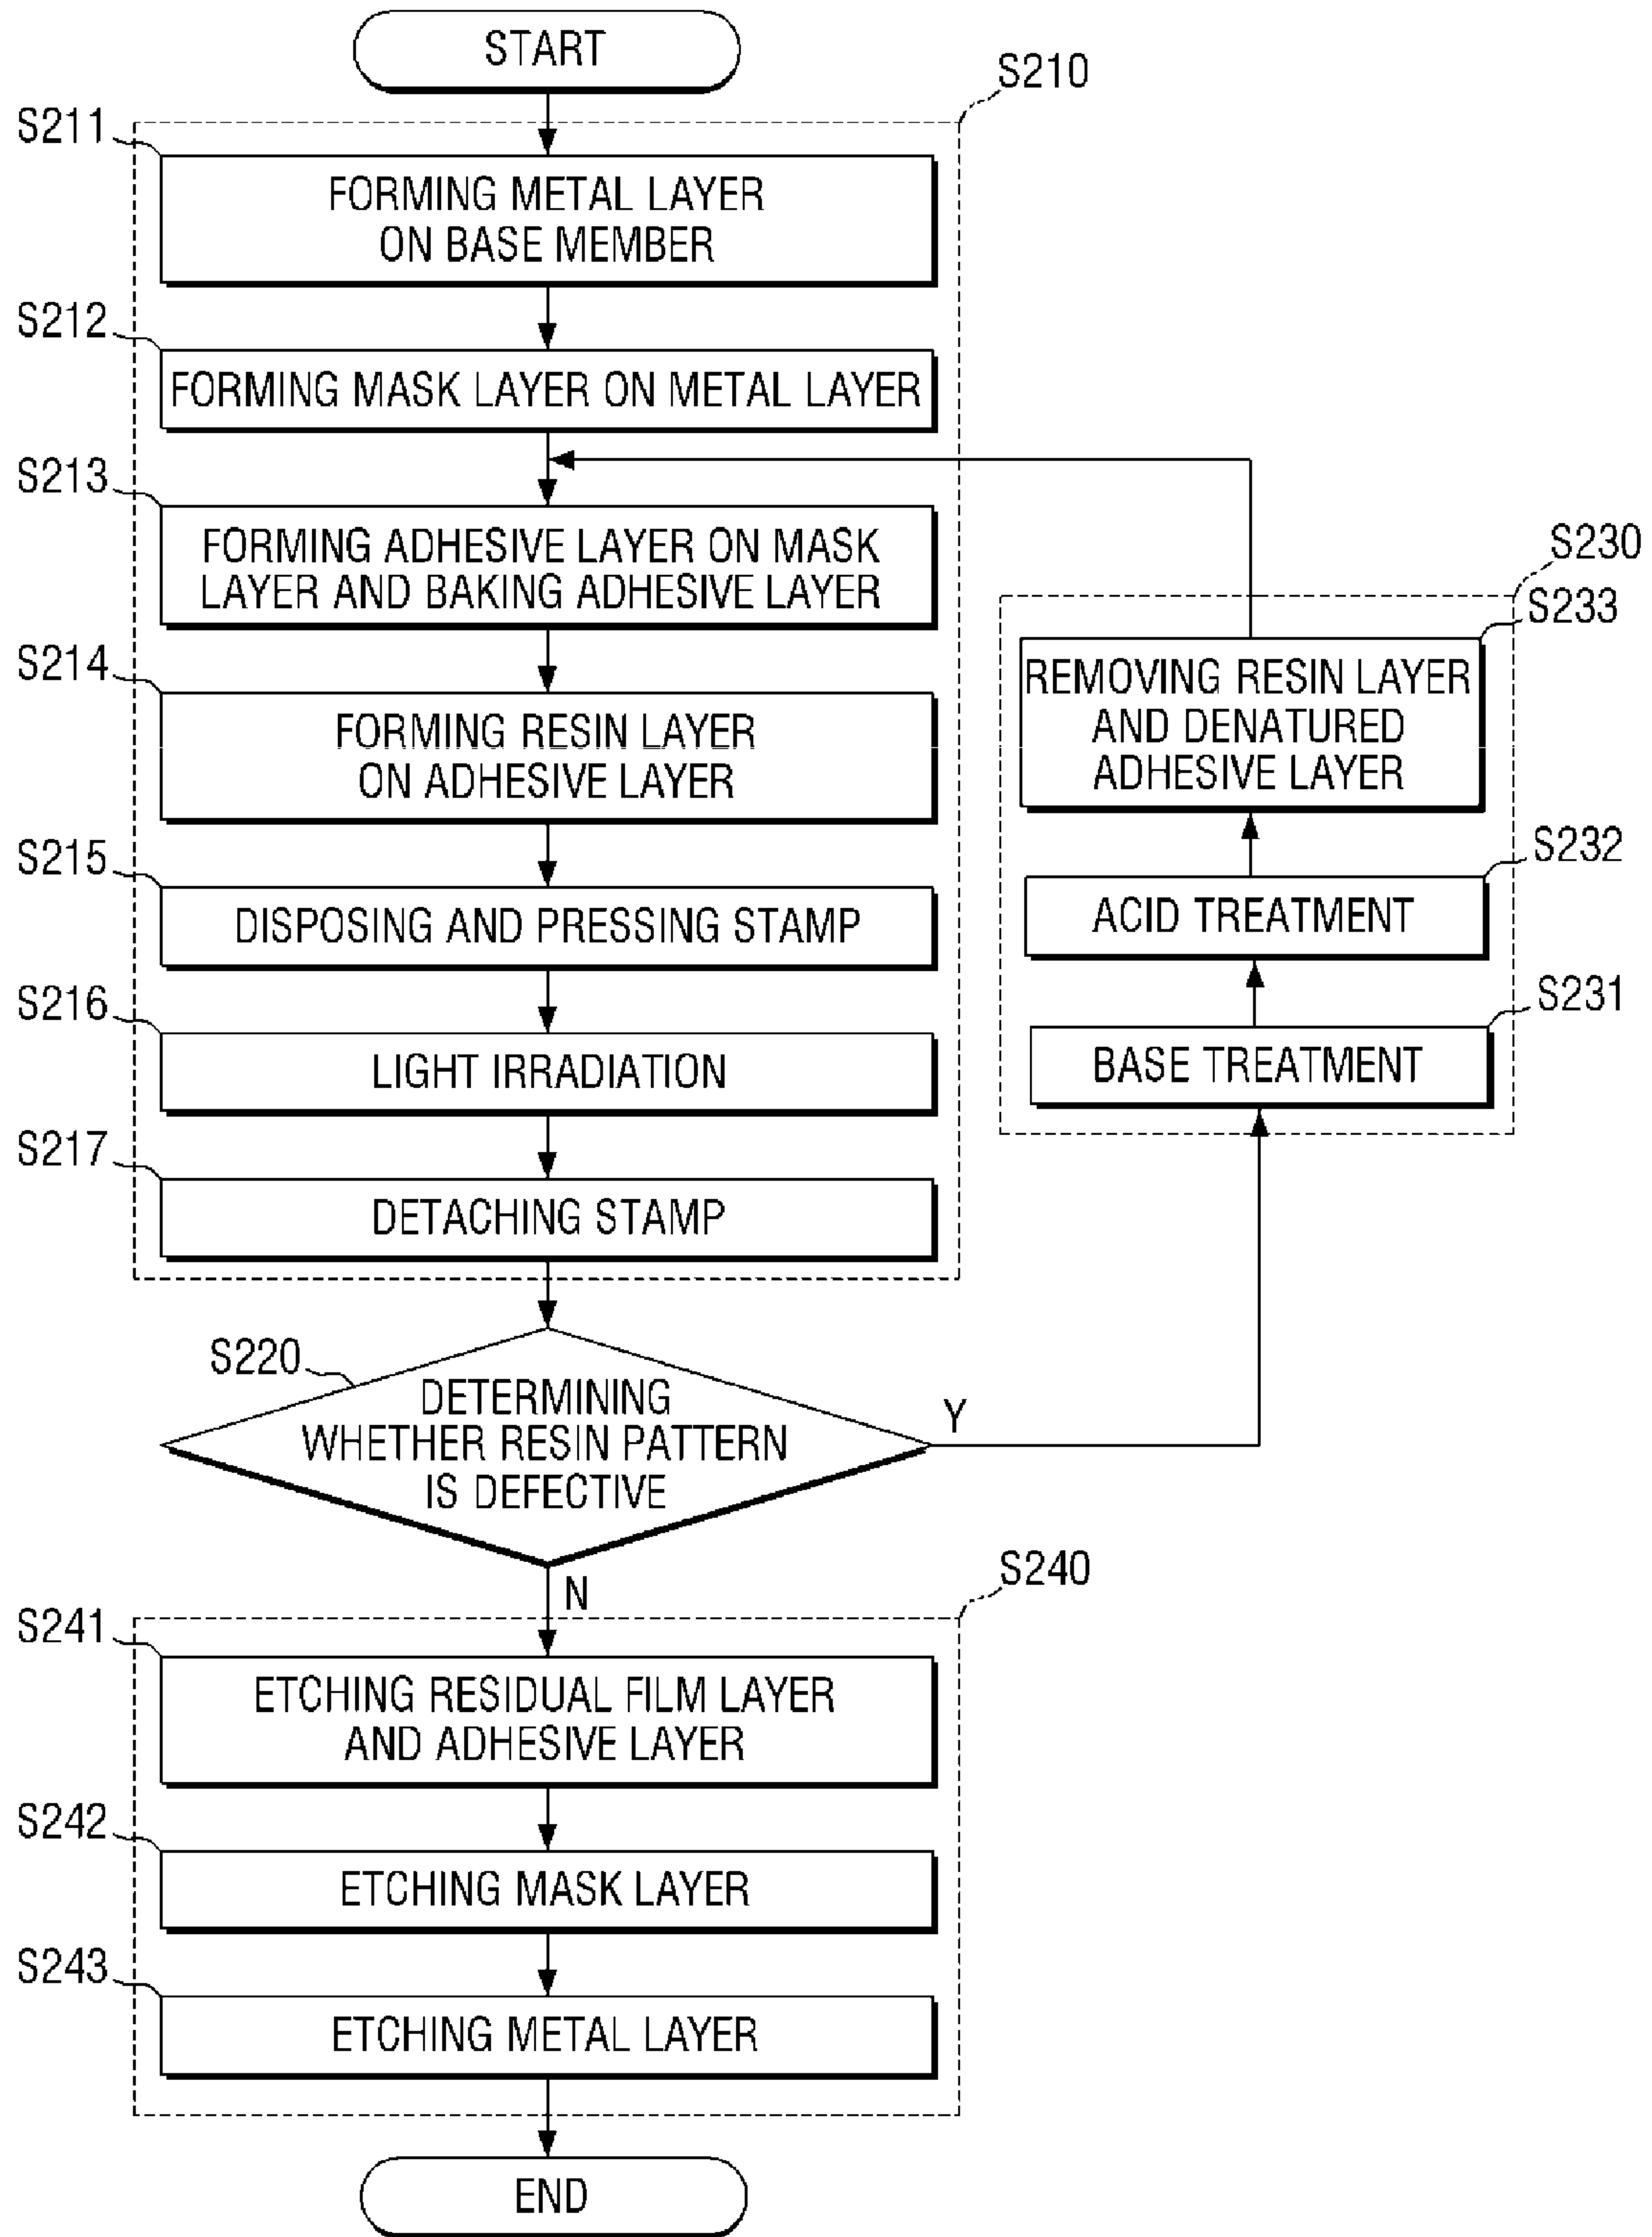 START
S210
S211
FORMING METAL LAYER
ON BASE MEMBER
S212
FORMING MASK LAYER ON METAL LAYER
S213
FORMING ADHESIVE LAYER ON MASK
LAYER AND BAKING ADHESIVE LAYER
S214
FORMING RESIN LAYER
ON ADHESIVE LAYER
S215
DISPOSING AND PRESSING STAMP
S216
LIGHT IRRADIATION
S217
DETACHING STAMP
S220
DETERMINING
WHETHER RESIN PATTERN
IS DEFECTIVE
Y
N
S230
S233
REMOVING RESIN LAYER
AND DENATURED
ADHESIVE LAYER
S232
ACID TREATMENT
S231
BASE TREATMENT
S240
S241
ETCHING RESIDUAL FILM LAYER
AND ADHESIVE LAYER
S242
ETCHING MASK LAYER
S243
ETCHING METAL LAYER
END